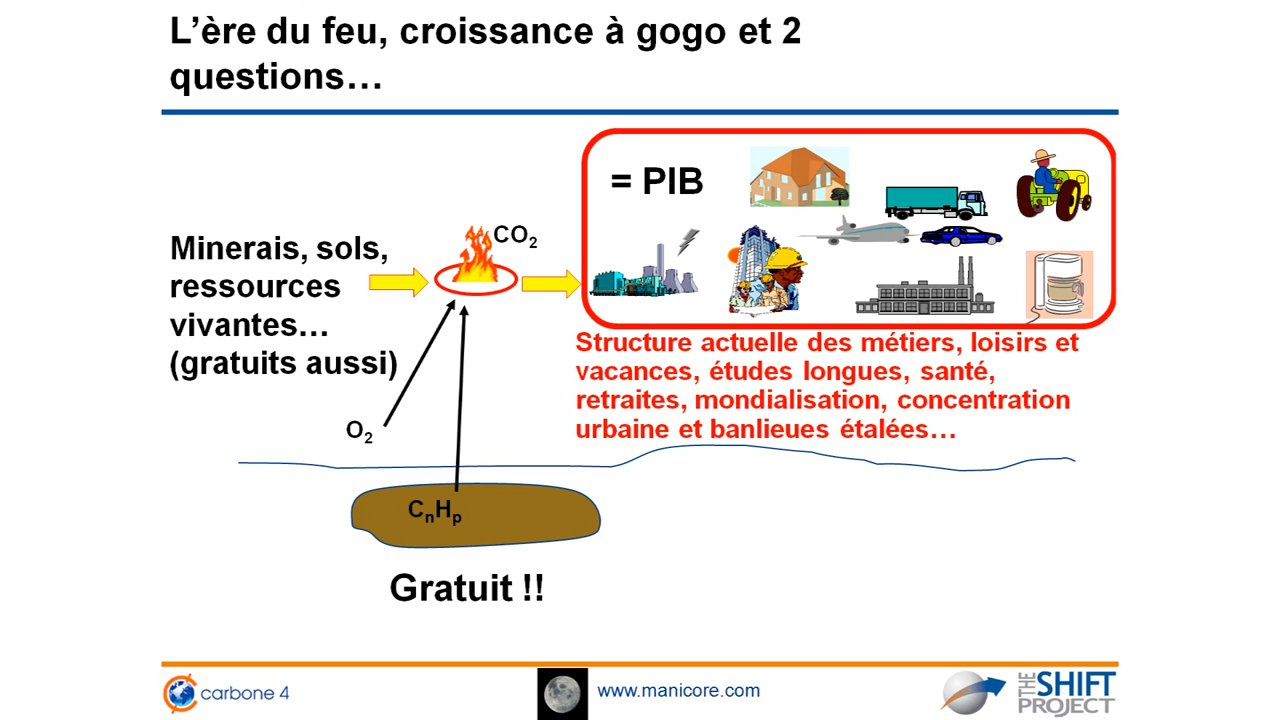 L’ère du feu, croissance à gogo et 2
questions…
= PIB
CO₂
Minerais, sols,
ressources
vivantes…
(gratuits aussi)
Structure actuelle des métiers, loisirs et
vacances, études longues, santé,
retraites, mondialisation, concentration
urbaine et banlieues étalées…
O₂
CₙHₚ
Gratuit !!
carbone 4
www.manicore.com
THE SHIFT
PROJECT